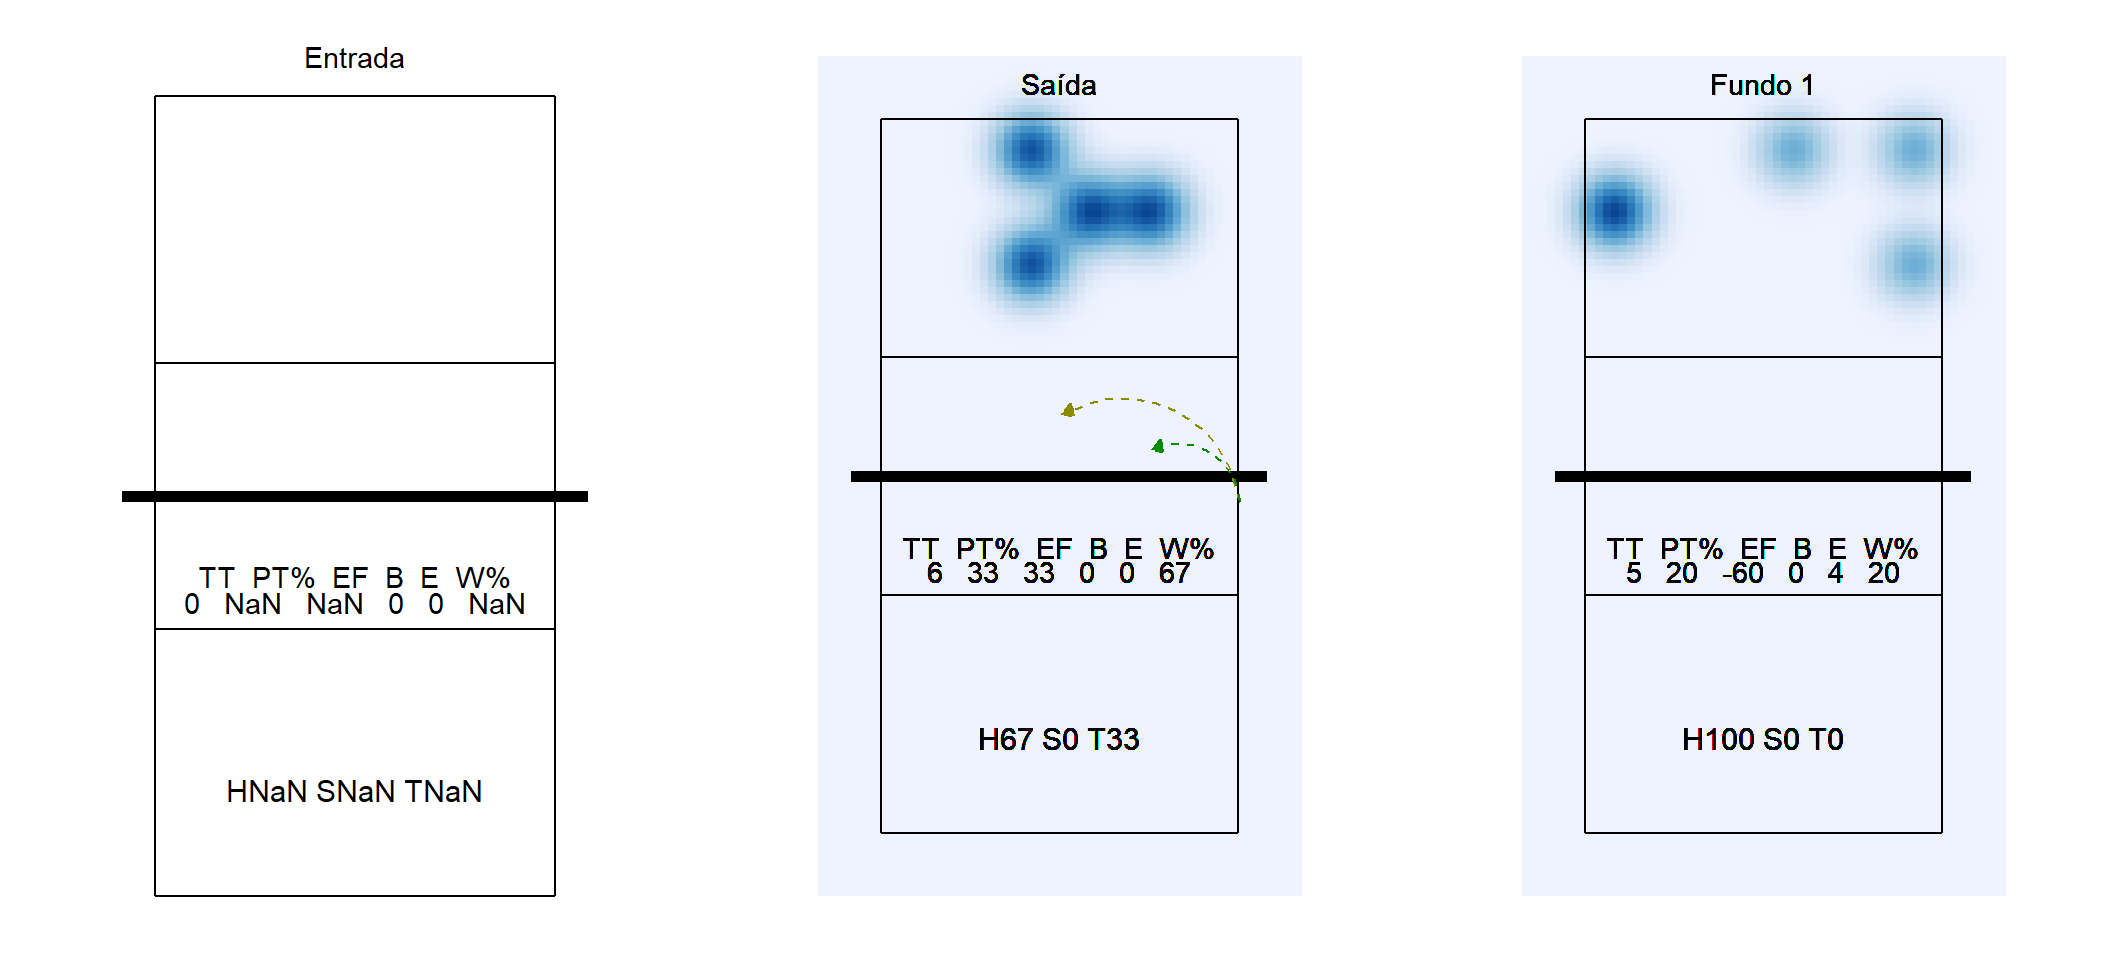 Entrada
TT PT% EF B E W%
0 NaN NaN 0 0 NaN
HNaN SNaN TNaN
Saída
TT PT% EF B E W%
6 33 33 0 0 67
H67 S0 T33
Fundo 1
TT PT% EF B E W%
5 20 -60 0 4 20
H100 S0 T0